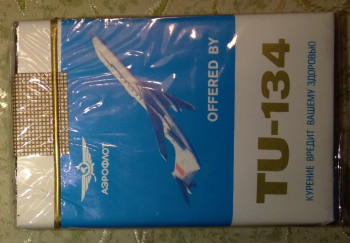 АЭРОФЛОТ
OFFERED BY
TU-134
КУРЕНИЕ ВРЕДИТ ВАШЕМУ ЗДОРОВЬЮ